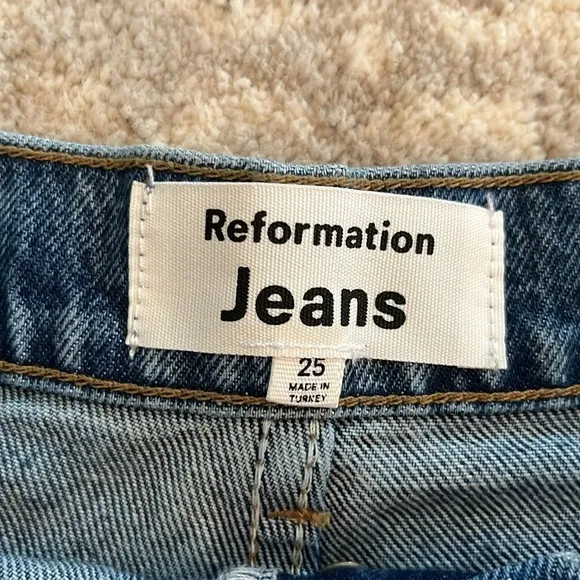 Reformation
Jeans
25
MADE IN
TURKEY